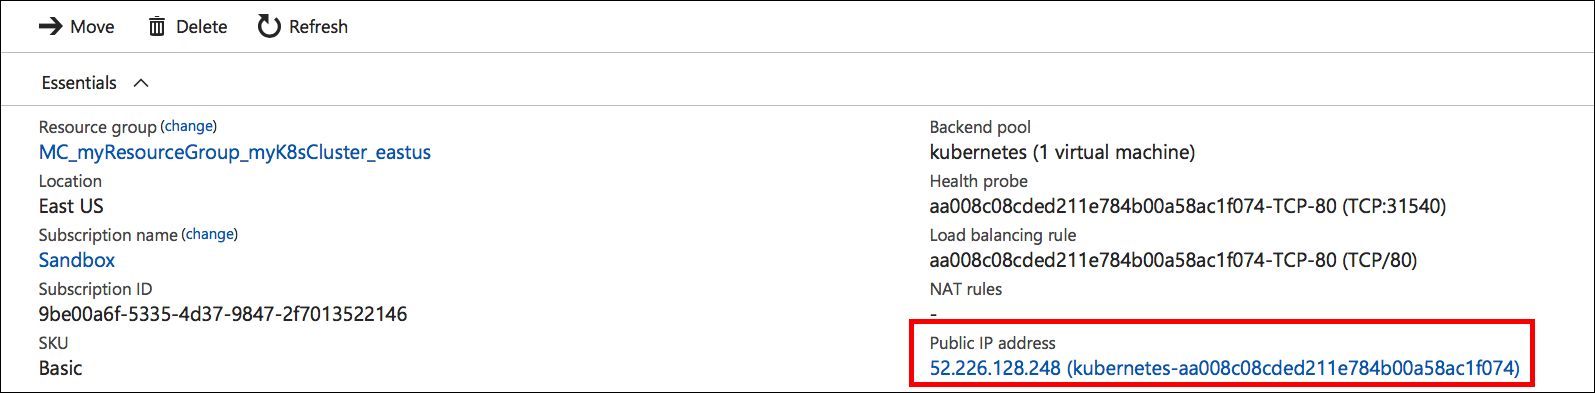 Move Delete Refresh
Essentials
Resource group (change)
MC_myResourceGroup_myK8sCluster_eastus
Location
East US
Subscription name (change)
Sandbox
Subscription ID
9be00a6f-5335-4d37-9847-2f7013522146
SKU
Basic
Backend pool
kubernetes (1 virtual machine)
Health probe
aa008c08cded211e784b00a58ac1f074-TCP-80 (TCP:31540)
Load balancing rule
aa008c08cded211e784b00a58ac1f074-TCP-80 (TCP/80)
NAT rules
-
Public IP address
52.226.128.248 (kubernetes-aa008c08cded211e784b00a58ac1f074)